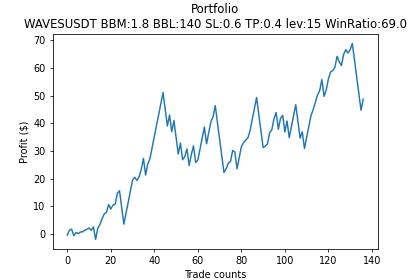 Portfolio
WAVESUSDT BBM:1.8 BBL:140 SL:0.6 TP:0.4 lev:15 WinRatio:69.0
70
60
50
40
30
20
10
0
Profit ($)
0 20 40 60 80 100 120 140
Trade counts